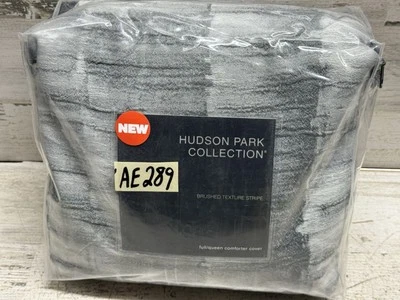 NEW
HUDSON PARK
COLLECTION®
AE289
BRUSHED TEXTURE STRIPE
full/queen comforter cover